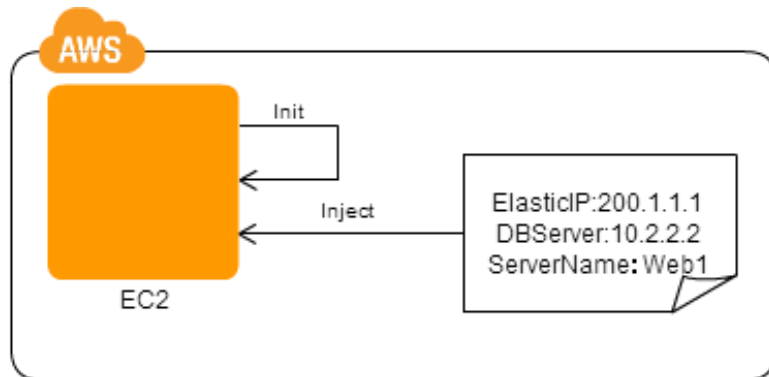 AWS
Init
Inject
ElasticIP:200.1.1.1
DBServer:10.2.2.2
ServerName: Web1
EC2